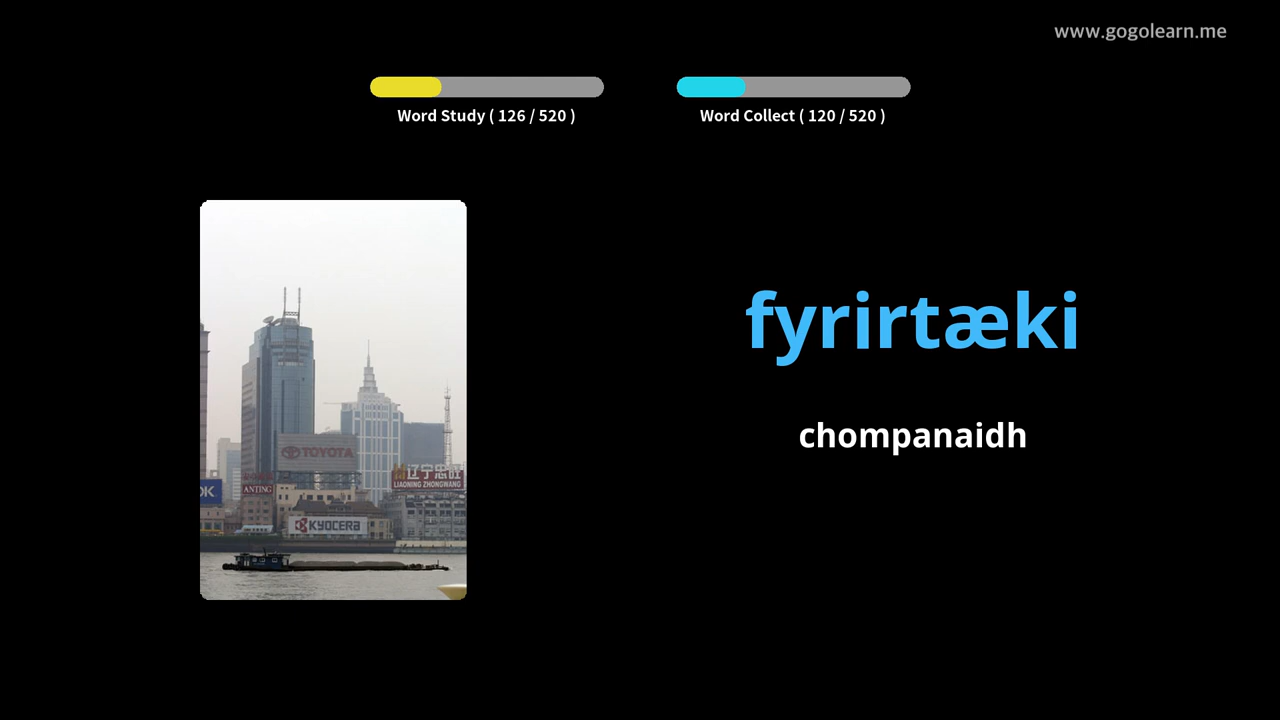 www.gogolearn.me
Word Study ( 126 / 520 )
Word Collect ( 120 / 520 )
fyrirtæki
chompanaidh
TOYOTA
辽宁忠旺
LIAONING ZHONGWANG
OK
ANTING
KYOCERA